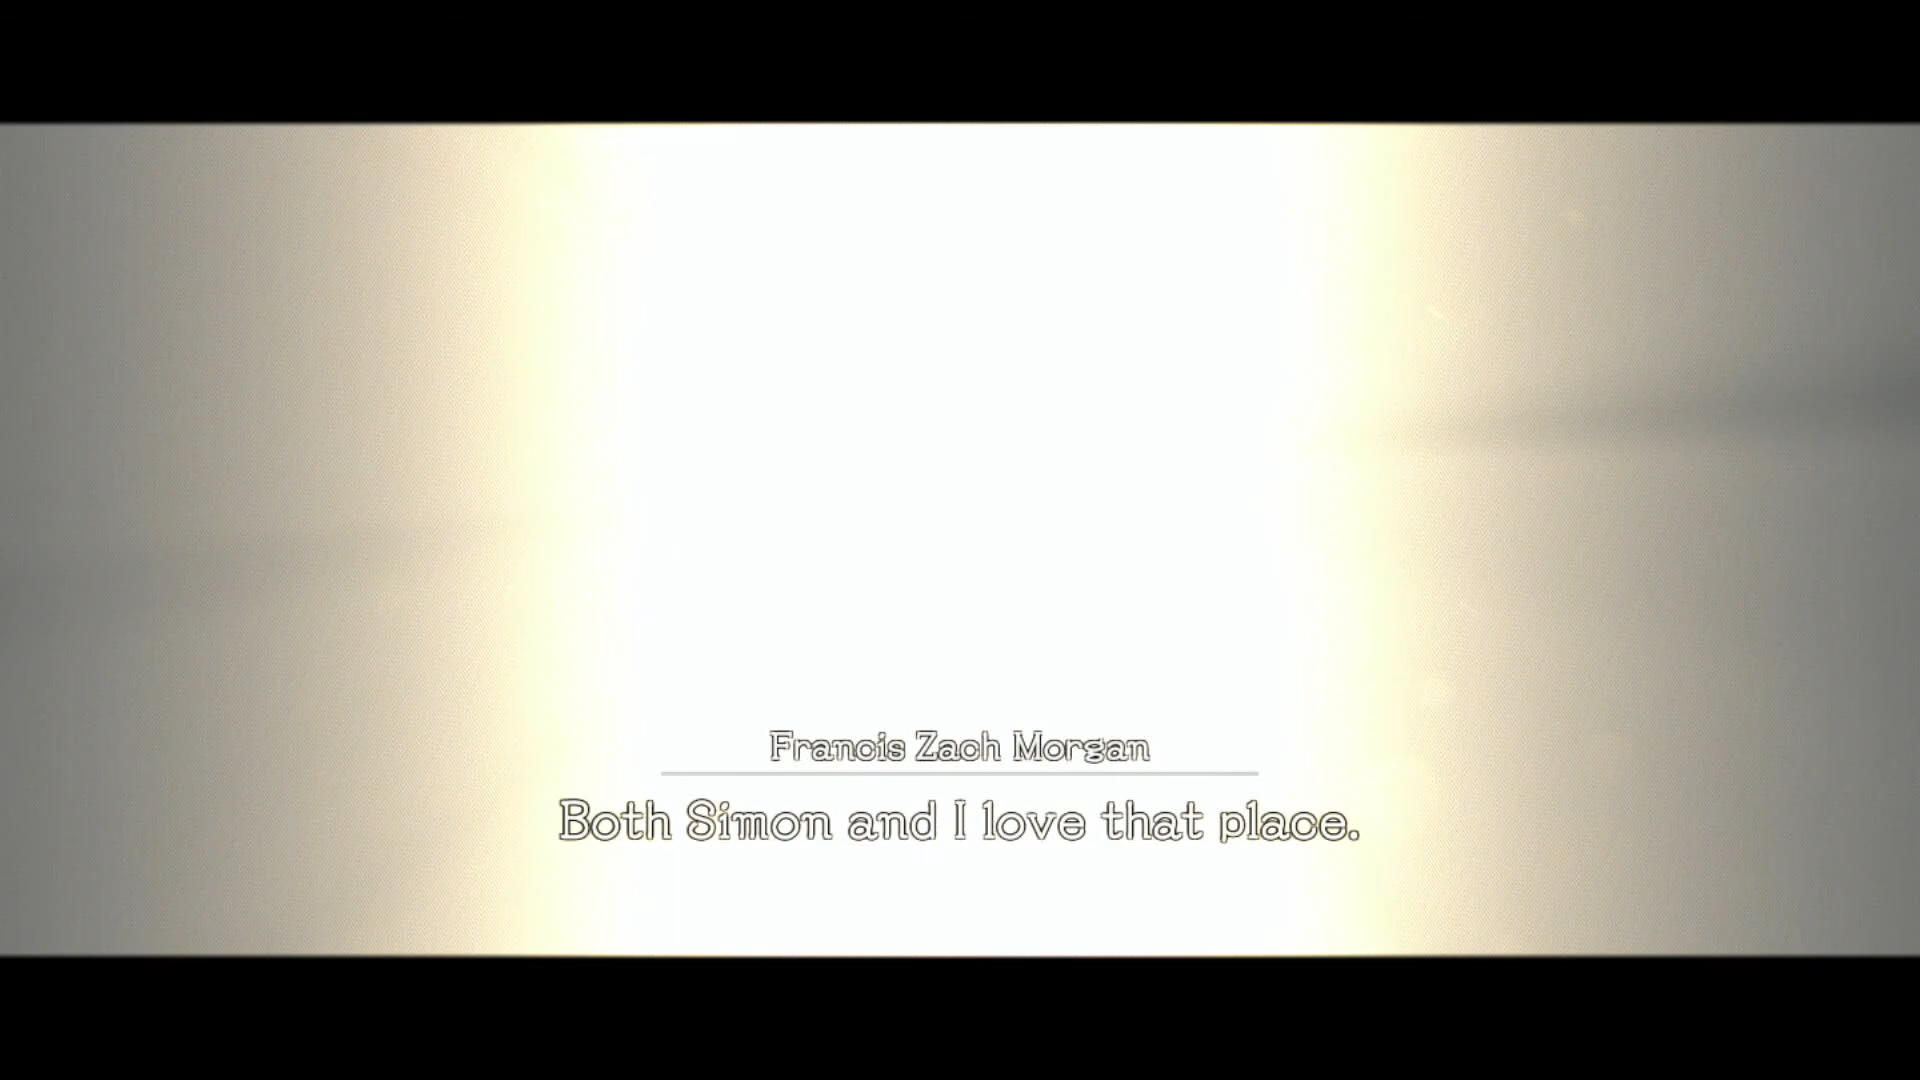 Francis Zach Morgan
Both Simon and I love that place.